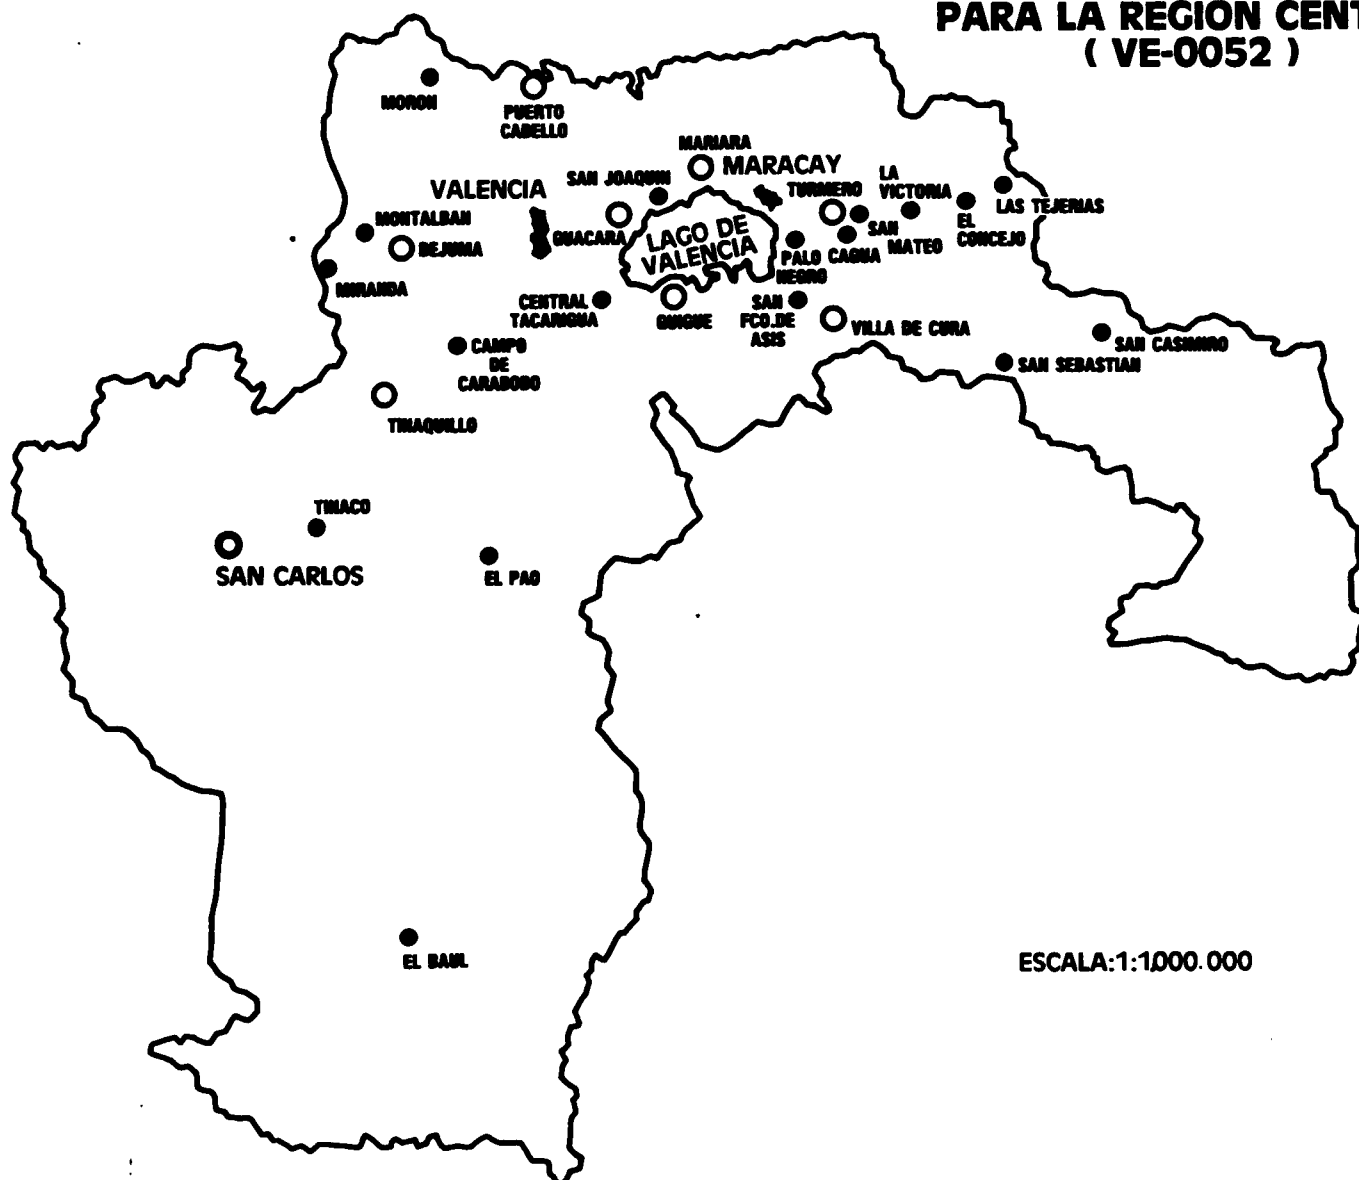 PARA LA REGION CENT
( VE-0052 )
MORON
PUERTO
CABELLO
MARIARA
MARACAY
SAN JOAQUIN
VALENCIA
TURMERO
LA
VICTORIA
LAS TEJERIAS
MONTALBAN
BEJUMA
GUACARA
LAGO DE
VALENCIA
SAN
MATEO
EL
CONCEJO
PALO
NEGRO
CAGUA
MIRANDA
CENTRAL
TACARIGUA
GUIGUE
SAN
FCO.DE
ASIS
VILLA DE CURA
SAN CASIMIRO
SAN SEBASTIAN
CAMPO
DE
CARABOBO
TINAQUILLO
TINACO
SAN CARLOS
EL PAO
EL BAUL
ESCALA:1:1.000.000